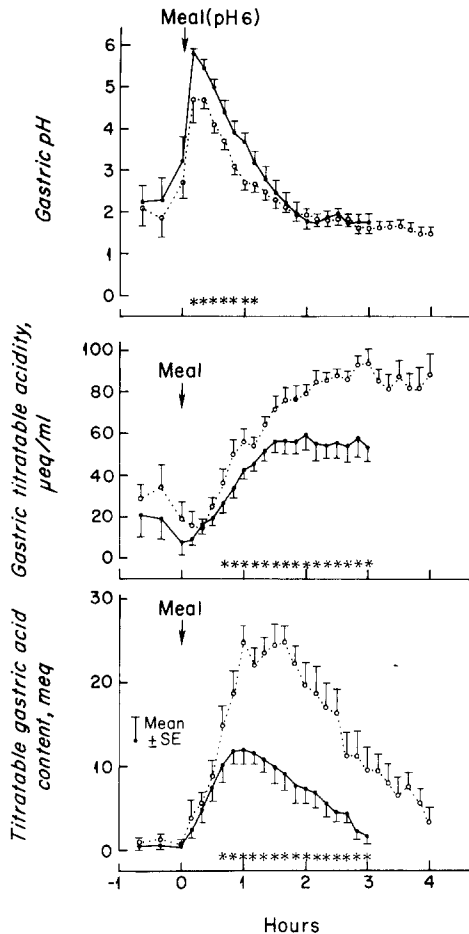 Meal(pH6)
6
5
4
3
2
1
0
Gastric pH
*******
100
80
60
40
20
0
Gastric titratable acidity,
μeq/ml
Meal
***************
30
20
10
0
Titratable gastric acid
content, meq
Meal
Mean
± SE
***************
-1 0 1 2 3 4
Hours